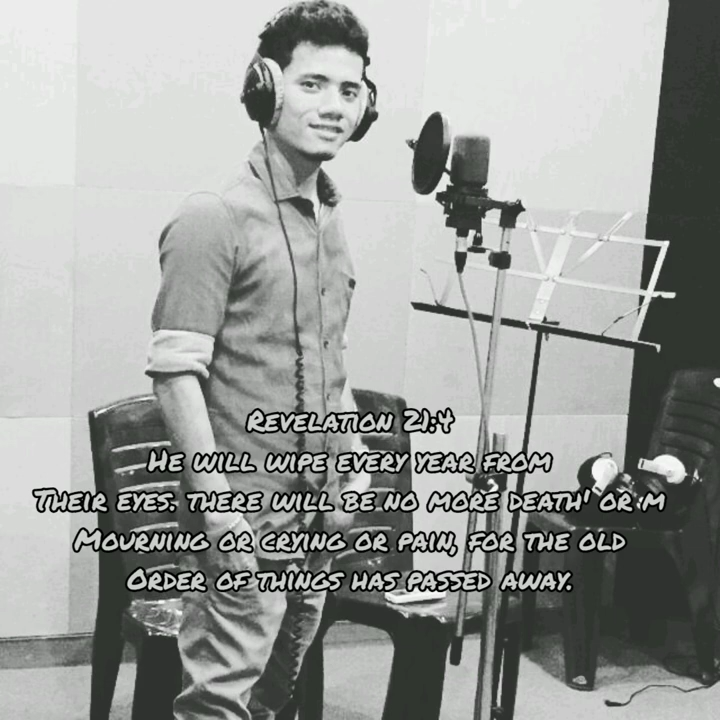 Revelation 21:4
He will wipe every year from
Their eyes. there will be no more death' or m
Mourning or crying or pain, for the old
Order of things has passed away.